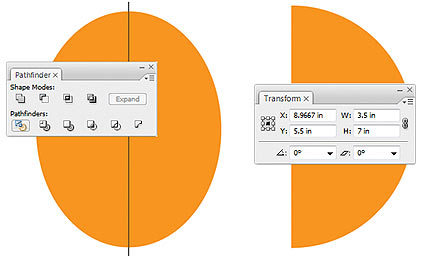 Pathfinder ×
Shape Modes:
Expand
Pathfinders:
Transform ×
X: 8.9667 in W: 3.5 in
Y: 5.5 in H: 7 in
0° 0°